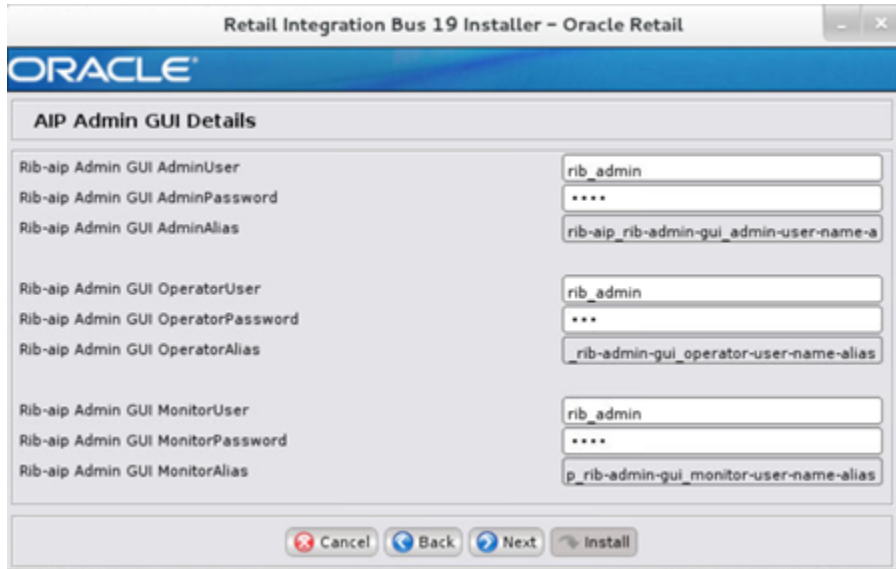 Retail Integration Bus 19 Installer – Oracle Retail
ORACLE
AIP Admin GUI Details
Rib-aip Admin GUI AdminUser rib_admin
Rib-aip Admin GUI AdminPassword ••••
Rib-aip Admin GUI AdminAlias rib-aip_rib-admin-gui_admin-user-name-a
Rib-aip Admin GUI OperatorUser rib_admin
Rib-aip Admin GUI OperatorPassword •••
Rib-aip Admin GUI OperatorAlias _rib-admin-gui_operator-user-name-alias
Rib-aip Admin GUI MonitorUser rib_admin
Rib-aip Admin GUI MonitorPassword ••••
Rib-aip Admin GUI MonitorAlias p_rib-admin-gui_monitor-user-name-alias
Cancel Back Next Install